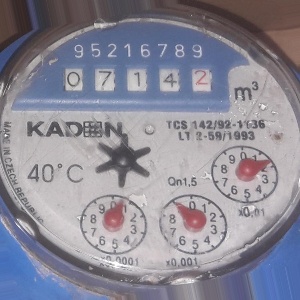 95216789
07142
m³
KADEN
TCS 142/92-1636
LT 2-59/1993
40°C
Qn1,5
x0,01
x0,0001
x0,001
MADE IN CZECH REPUBLIC